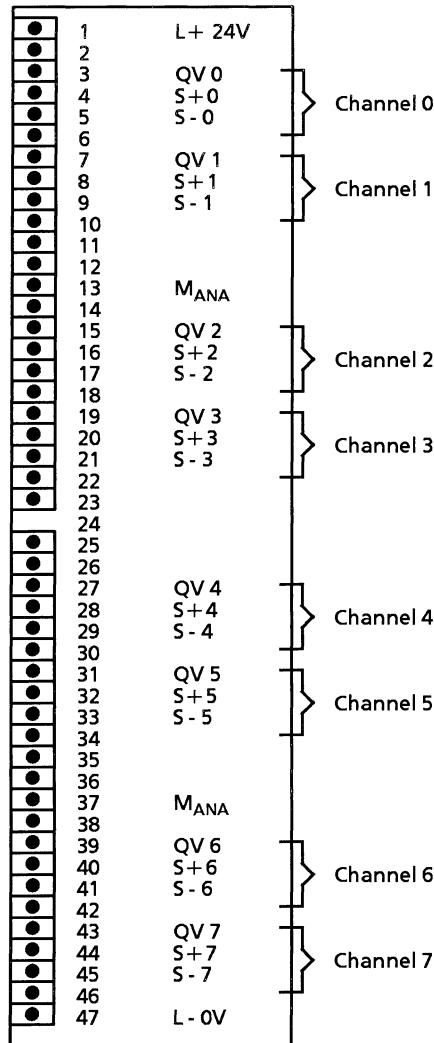 1 L+ 24V
2
3 QV 0
4 S+0 Channel 0
5 S-0
6
7 QV 1
8 S+1 Channel 1
9 S-1
10
11
12
13 MANA
14
15 QV 2
16 S+2 Channel 2
17 S-2
18
19 QV 3
20 S+3 Channel 3
21 S-3
22
23
24
25
26
27 QV 4
28 S+4 Channel 4
29 S-4
30
31 QV 5
32 S+5 Channel 5
33 S-5
34
35
36
37 MANA
38
39 QV 6
40 S+6 Channel 6
41 S-6
42
43 QV 7
44 S+7 Channel 7
45 S-7
46
47 L-0V